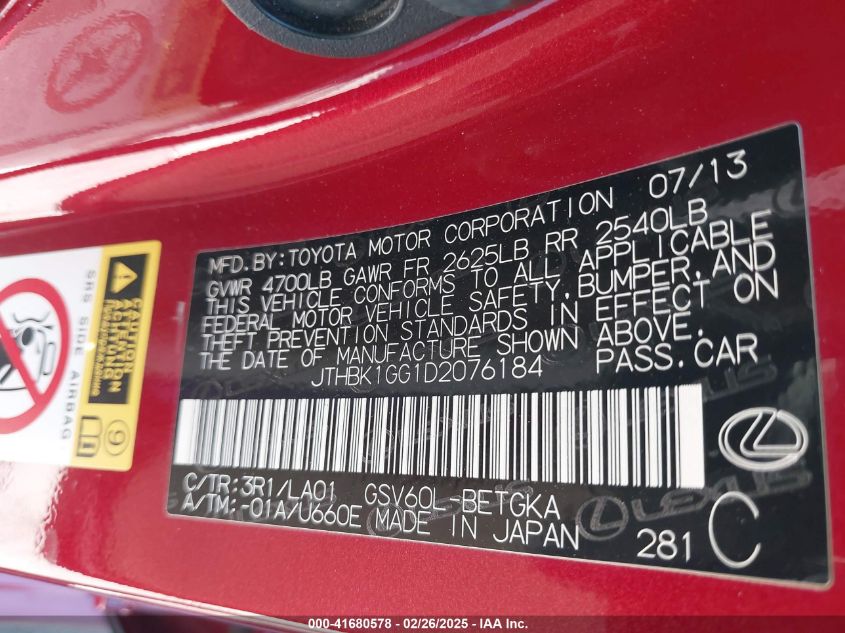 MFD.BY:TOYOTA MOTOR CORPORATION 07/13
GVWR 4700LB GAWR FR 2625LB RR 2540LB
THIS VEHICLE CONFORMS TO ALL APPLICABLE
FEDERAL MOTOR VEHICLE SAFETY,BUMPER,AND
THEFT PREVENTION STANDARDS IN EFFECT ON
THE DATE OF MANUFACTURE SHOWN ABOVE.
JTHBK1GG1D2076184 PASS.CAR
C/TR:3R1/LA01 GSV60L-BETGKA
A/TM:-01A/U660E MADE IN JAPAN
281 C
LEXUS
SRS SIDE AIRBAG
ATTENTION
9
000-41680578 - 02/26/2025 - IAA Inc.